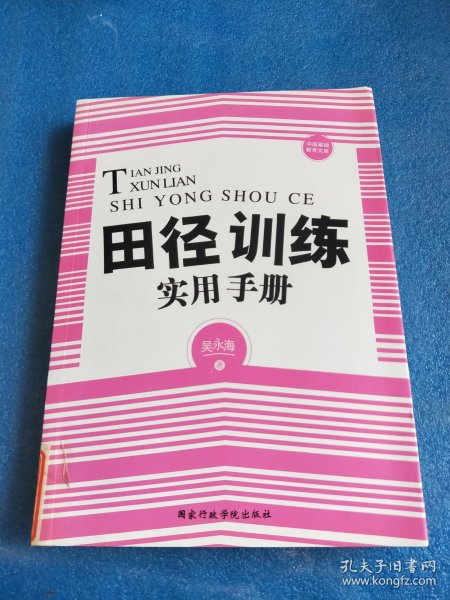 中国基础
教育文库
TIAN JING
XUN LIAN
SHI YONG SHOU CE
田径训练
实用手册
吴永海
著
国家行政学院出版社
孔夫子旧书网
www.kongfz.com